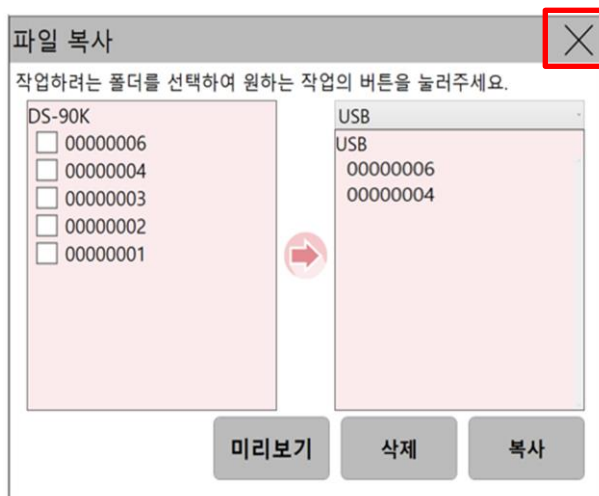 파일 복사
작업하려는 폴더를 선택하여 원하는 작업의 버튼을 눌러주세요.
DS-90K
00000006
00000004
00000003
00000002
00000001
USB
USB
00000006
00000004
미리보기
삭제
복사